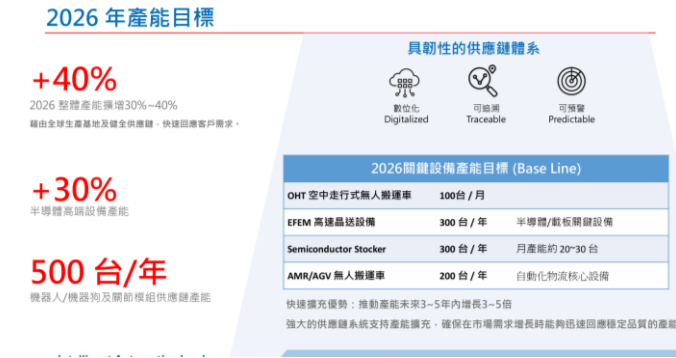 2026 年產能目標
+40%
2026 整體產能擴增30%~40%
藉由全球生產基地及健全供應鏈，快速回應客戶需求。
+30%
半導體高端設備產能
500 台/年
機器人/機器狗及關節模組供應鏈產能
具韌性的供應鏈體系
數位化 可追溯 可預警
Digitalized Traceable Predictable
2026關鍵設備產能目標 (Base Line)
OHT 空中走行式無人搬運車 100台 / 月
EFEM 高速晶送設備 300 台 / 年 半導體/載板關鍵設備
Semiconductor Stocker 300 台 / 年 月產能約 20~30 台
AMR/AGV 無人搬運車 200 台 / 年 自動化物流核心設備
快速擴充優勢：推動產能未來3~5年內增長3~5倍
強大的供應鏈系統支持產能擴充，確保在市場需求增長時能夠迅速回應穩定品質的產能